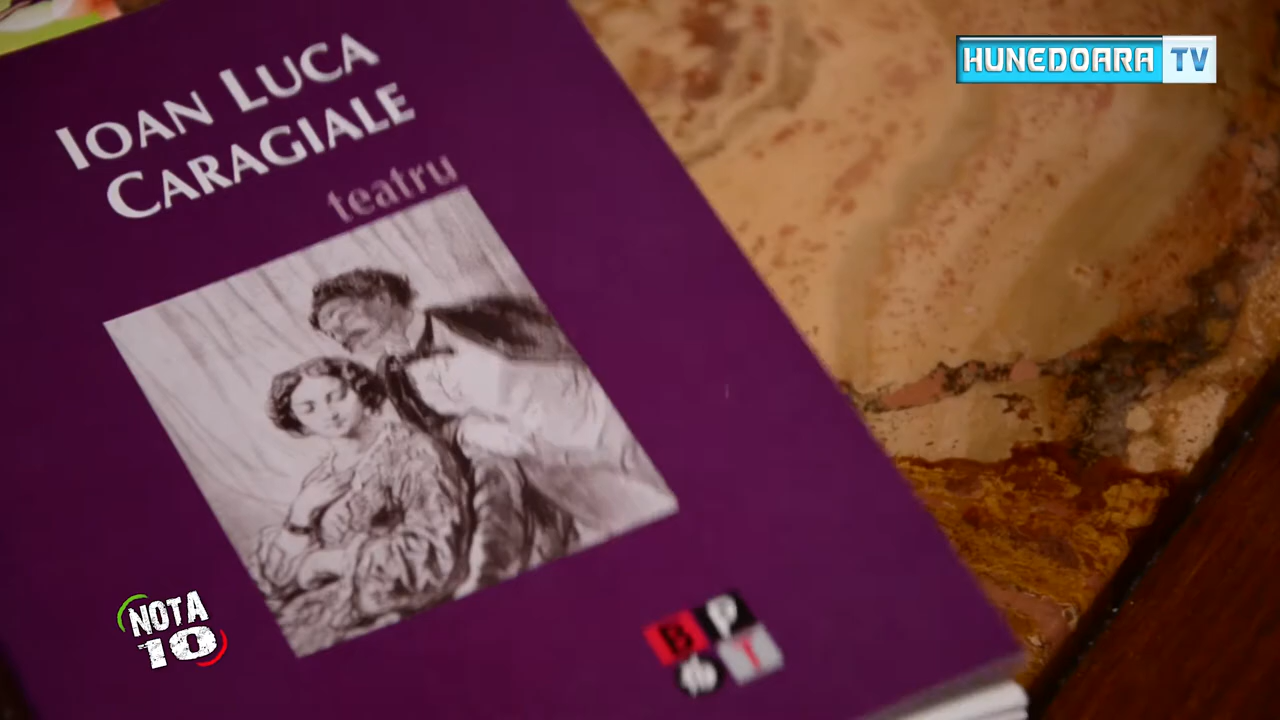 HUNEDOARA TV
IOAN LUCA
CARAGIALE
teatru
NOTA
10
B P
T